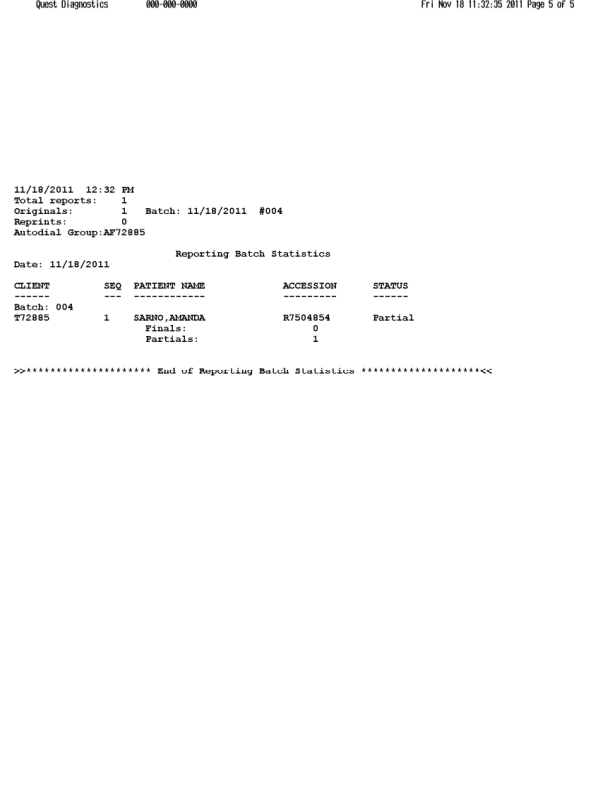 Quest Diagnostics 000-000-0000 Fri Nov 18 11:32:35 2011 Page 5 of 5
11/18/2011 12:32 PM
Total reports: 1
Originals: 1 Batch: 11/18/2011 #004
Reprints: 0
Autodial Group:AF72885
Reporting Batch Statistics
Date: 11/18/2011
CLIENT SEQ PATIENT NAME ACCESSION STATUS
------ --- ------------ --------- ------
Batch: 004
T72885 1 SARNO,AMANDA R7504854 Partial
Finals: 0
Partials: 1
>>********************* End of Reporting Batch Statistics ********************<<